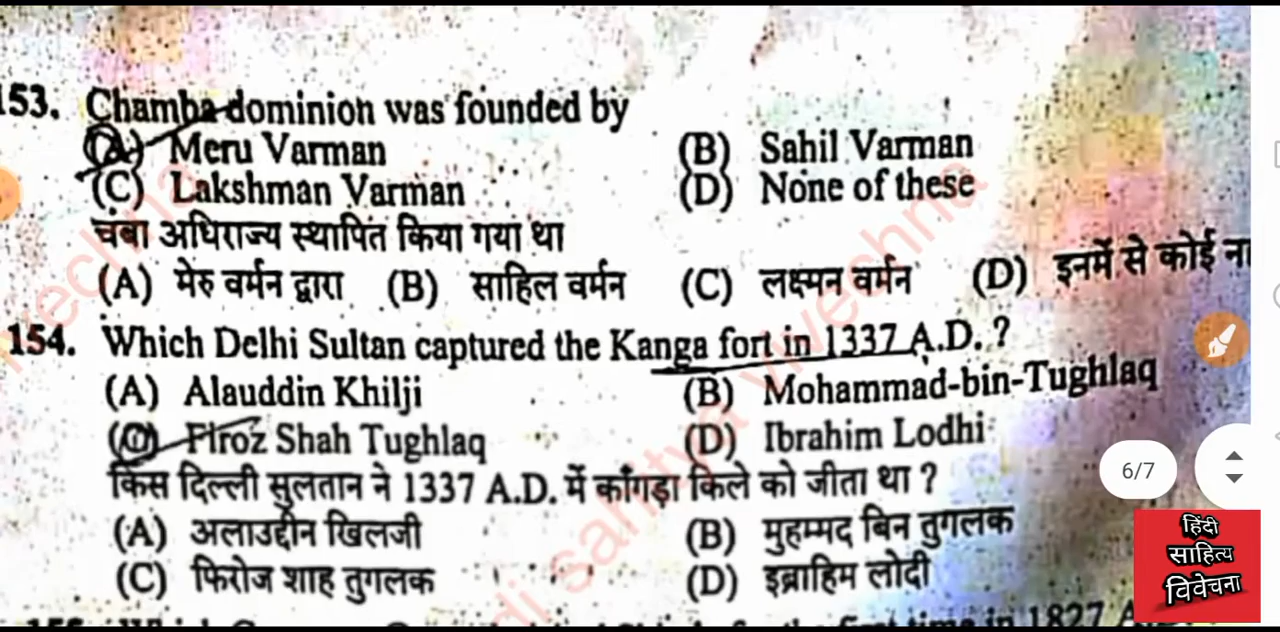 153. Chamba dominion was founded by
(A) Meru Varman (B) Sahil Varman
(C) Lakshman Varman (D) None of these
चंबा अधिराज्य स्थापित किया गया था
(A) मेरु वर्मन द्वारा (B) साहिल वर्मन (C) लक्ष्मन वर्मन (D) इनमें से कोई ना
154. Which Delhi Sultan captured the Kanga fort in 1337 A.D. ?
(A) Alauddin Khilji (B) Mohammad-bin-Tughlaq
Firoz Shah Tughlaq (D) Ibrahim Lodhi
किस दिल्ली सुलतान ने 1337 A.D. में काँगड़ा किले को जीता था ?
(A) अलाउद्दीन खिलजी (B) मुहम्मद बिन तुगलक
(C) फिरोज शाह तुगलक (D) इब्राहिम लोदी
6/7
हिंदी
साहित्य
विवेचना
time in 1827